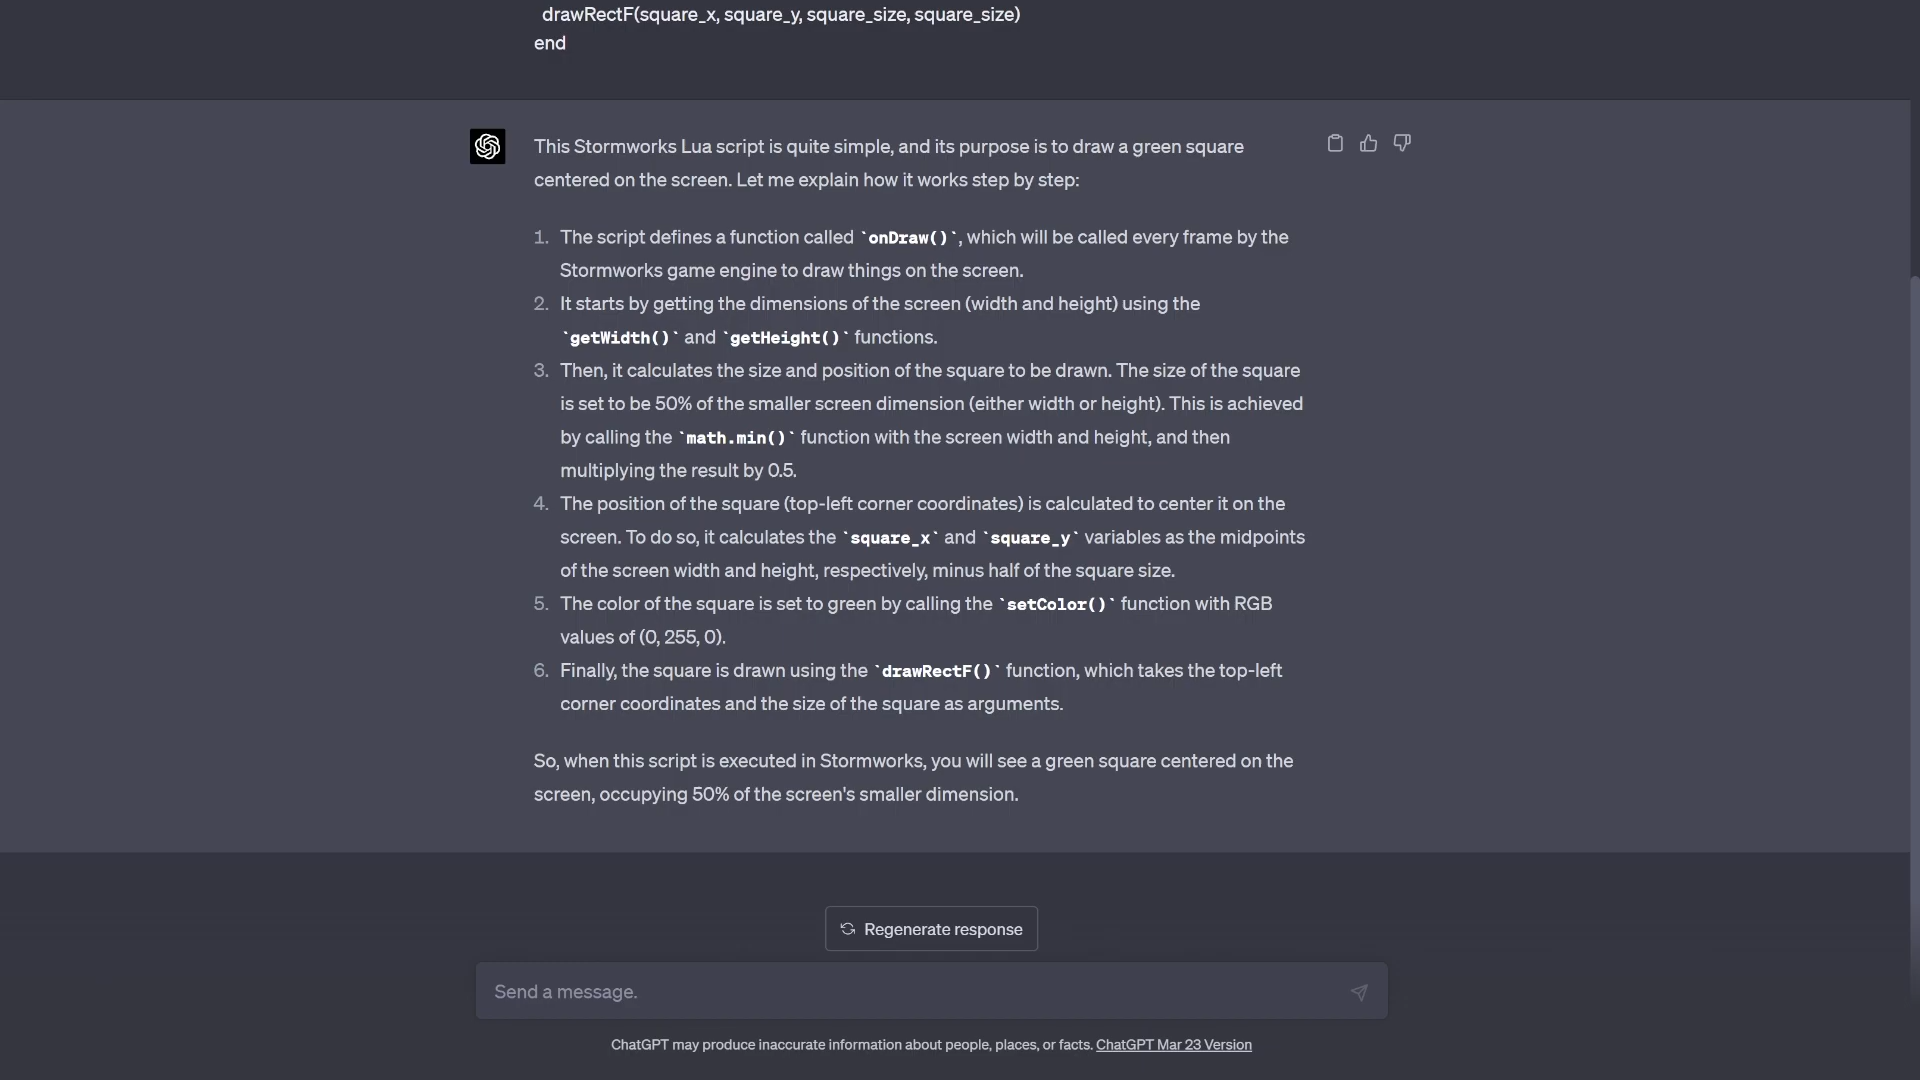 drawRectF(square_x, square_y, square_size, square_size)
end
This Stormworks Lua script is quite simple, and its purpose is to draw a green square
centered on the screen. Let me explain how it works step by step:
1. The script defines a function called `onDraw()`, which will be called every frame by the
Stormworks game engine to draw things on the screen.
2. It starts by getting the dimensions of the screen (width and height) using the
`getWidth()` and `getHeight()` functions.
3. Then, it calculates the size and position of the square to be drawn. The size of the square
is set to be 50% of the smaller screen dimension (either width or height). This is achieved
by calling the `math.min()` function with the screen width and height, and then
multiplying the result by 0.5.
4. The position of the square (top-left corner coordinates) is calculated to center it on the
screen. To do so, it calculates the `square_x` and `square_y` variables as the midpoints
of the screen width and height, respectively, minus half of the square size.
5. The color of the square is set to green by calling the `setColor()` function with RGB
values of (0, 255, 0).
6. Finally, the square is drawn using the `drawRectF()` function, which takes the top-left
corner coordinates and the size of the square as arguments.
So, when this script is executed in Stormworks, you will see a green square centered on the
screen, occupying 50% of the screen's smaller dimension.
Regenerate response
Send a message.
ChatGPT may produce inaccurate information about people, places, or facts. ChatGPT Mar 23 Version